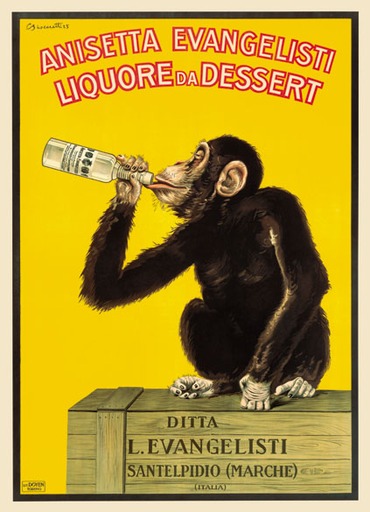 ANISETTA EVANGELISTI
LIQUORE DA DESSERT
DITTA
L. EVANGELISTI
SANTELPIDIO (MARCHE)
(ITALIA)